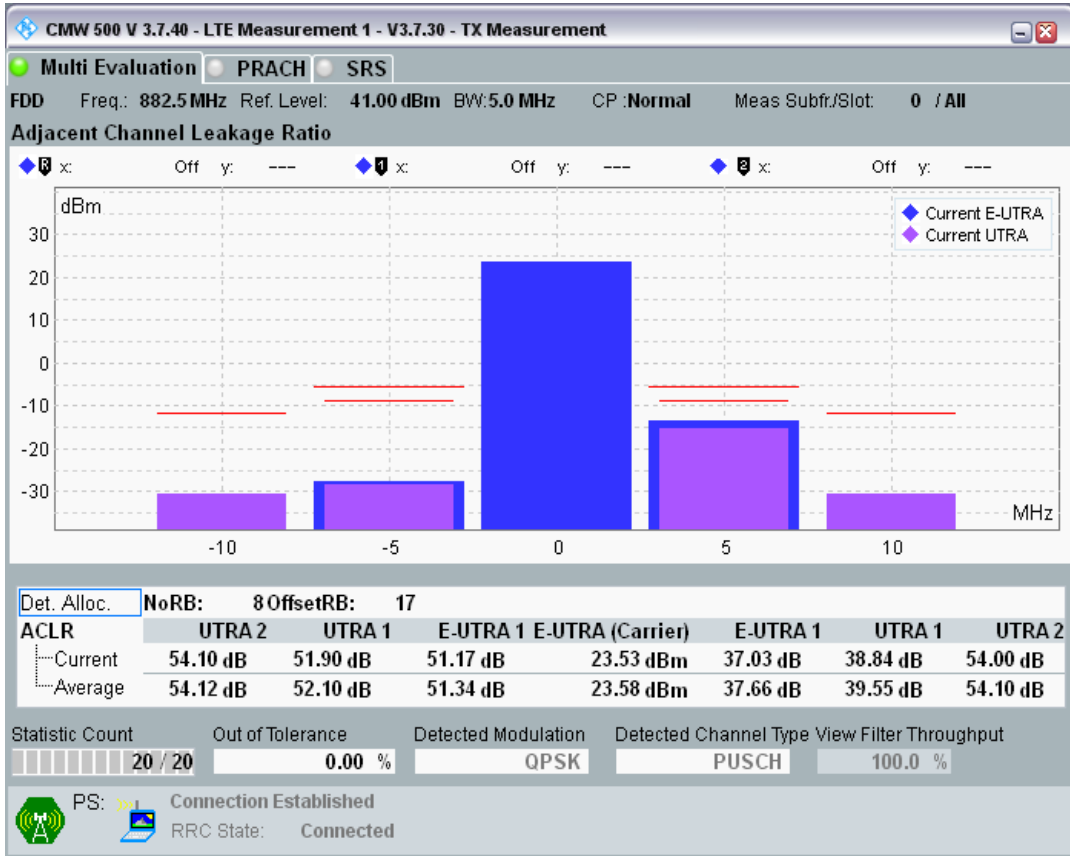 CMW 500 V 3.7.40 - LTE Measurement 1 - V3.7.30 - TX Measurement
Multi Evaluation PRACH SRS
FDD Freq.: 882.5 MHz Ref. Level: 41.00 dBm BW: 5.0 MHz CP :Normal Meas Subfr./Slot: 0 / All
Adjacent Channel Leakage Ratio
R x: Off y: --- 1 x: Off y: --- 2 x: Off y: ---
dBm
Current E-UTRA
Current UTRA
30
20
10
0
-10
-20
-30
MHz
-10 -5 0 5 10
Det. Alloc. NoRB: 8 OffsetRB: 17
ACLR UTRA 2 UTRA 1 E-UTRA 1 E-UTRA (Carrier) E-UTRA 1 UTRA 1 UTRA 2
Current 54.10 dB 51.90 dB 51.17 dB 23.53 dBm 37.03 dB 38.84 dB 54.00 dB
Average 54.12 dB 52.10 dB 51.34 dB 23.58 dBm 37.66 dB 39.55 dB 54.10 dB
Statistic Count Out of Tolerance Detected Modulation Detected Channel Type View Filter Throughput
20 / 20 0.00 % QPSK PUSCH 100.0 %
PS: Connection Established
RRC State: Connected